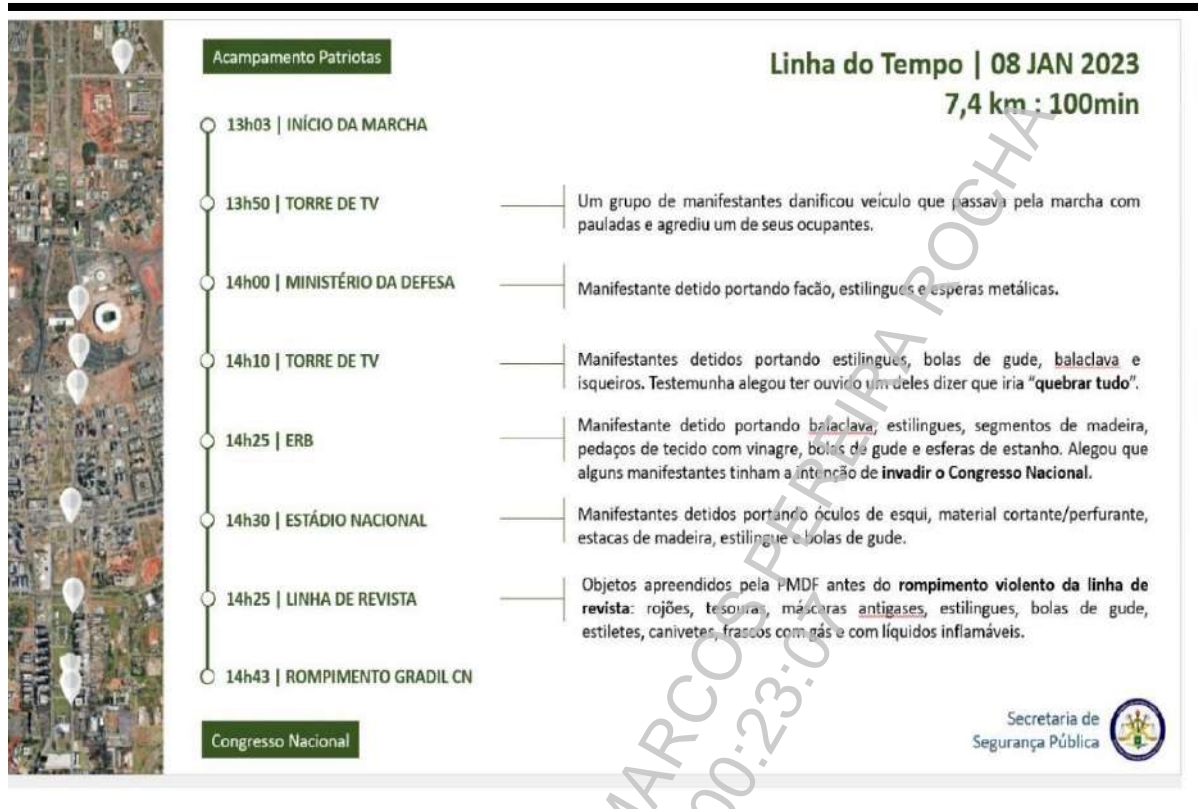 Acampamento Patriotas
Linha do Tempo | 08 JAN 2023
7,4 km : 100min
13h03 | INÍCIO DA MARCHA
13h50 | TORRE DE TV
Um grupo de manifestantes danificou veículo que passava pela marcha com
pauladas e agrediu um de seus ocupantes.
14h00 | MINISTÉRIO DA DEFESA
Manifestante detido portando facão, estilingues e esperas metálicas.
14h10 | TORRE DE TV
Manifestantes detidos portando estilingues, bolas de gude, balaclava e
isqueiros. Testemunha alegou ter ouvido um deles dizer que iria “quebrar tudo”.
14h25 | ERB
Manifestante detido portando balaclava, estilingues, segmentos de madeira,
pedaços de tecido com vinagre, bolas de gude e esferas de estanho. Alegou que
alguns manifestantes tinham a intenção de invadir o Congresso Nacional.
14h30 | ESTÁDIO NACIONAL
Manifestantes detidos portando óculos de esqui, material cortante/perfurante,
estacas de madeira, estilingue e bolas de gude.
14h25 | LINHA DE REVISTA
Objetos apreendidos pela PMDF antes do rompimento violento da linha de
revista: rojões, tesouras, máscaras antigases, estilingues, bolas de gude,
estiletes, canivetes, frascos com gás e com líquidos inflamáveis.
14h43 | ROMPIMENTO GRADIL CN
Congresso Nacional
Secretaria de
Segurança Pública
MARCOS PEREIRA ROCHA
00:23:07